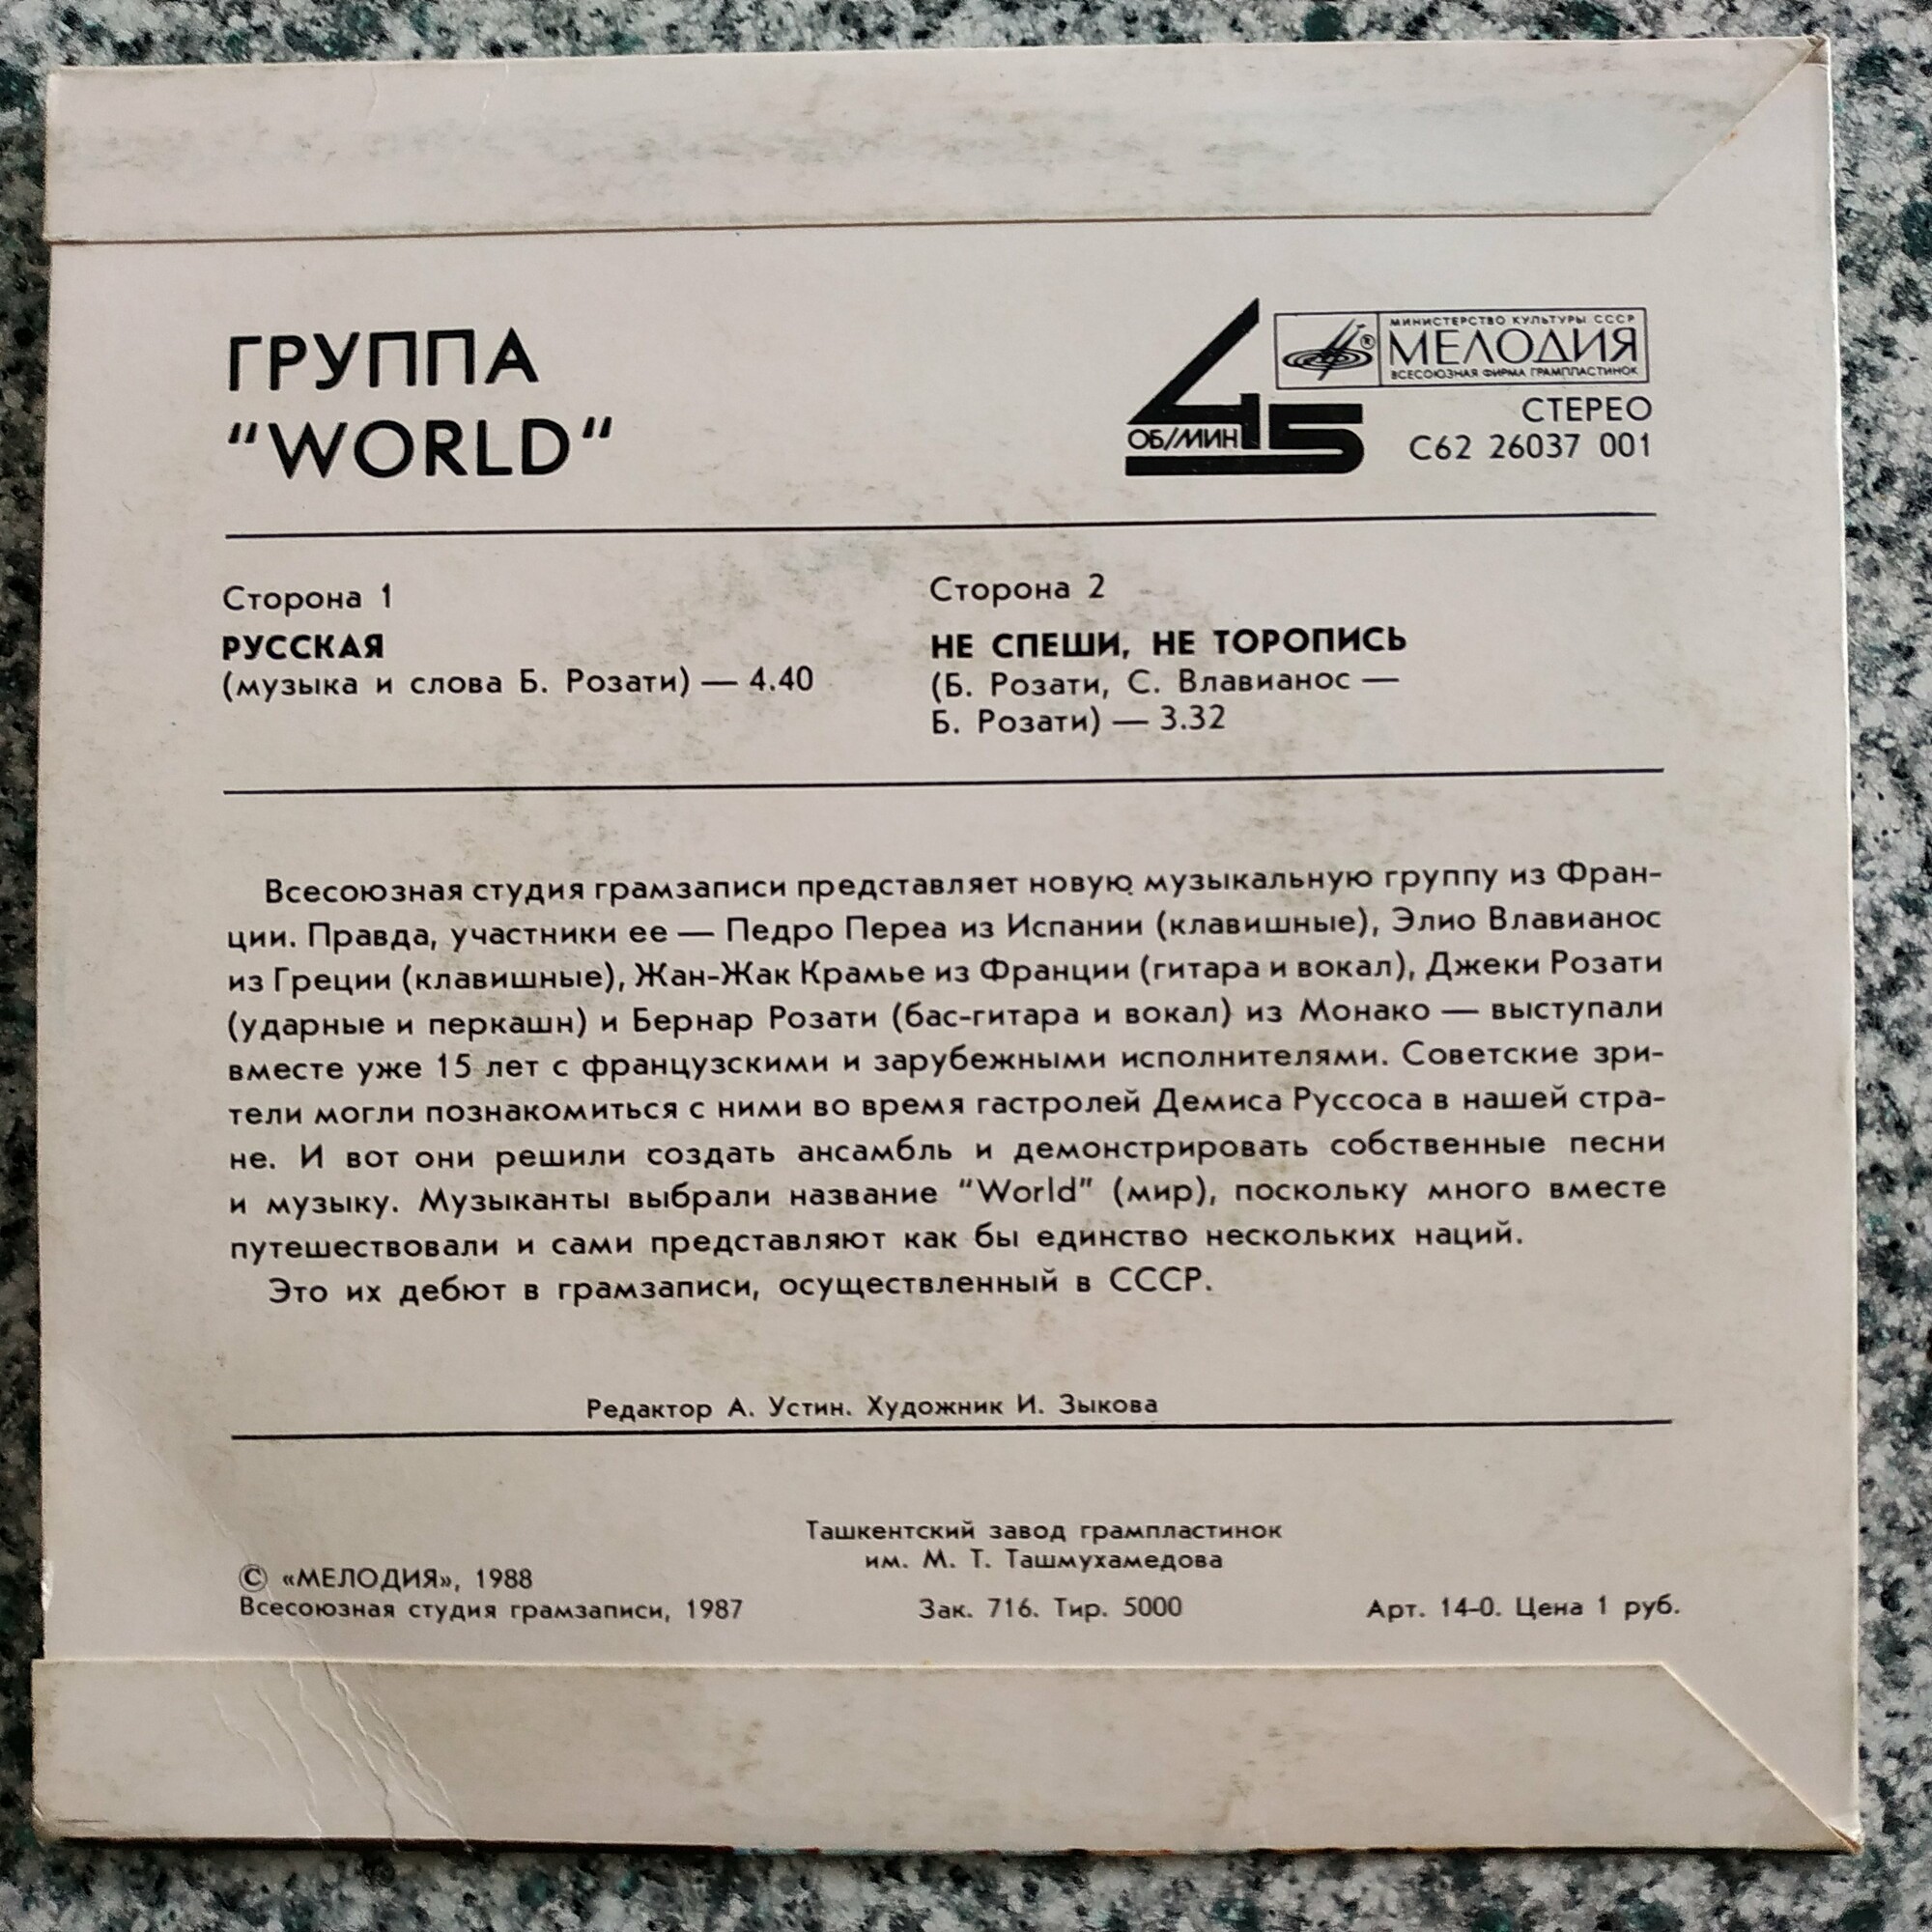 ГРУППА
“WORLD“
45
ОБ/МИН
МИНИСТЕРСТВО КУЛЬТУРЫ СССР
МЕЛОДИЯ
ВСЕСОЮЗНАЯ ФИРМА ГРАМПЛАСТИНОК
®
СТЕРЕО
С62 26037 001
Сторона 1
РУССКАЯ
(музыка и слова Б. Розати) — 4.40
Сторона 2
НЕ СПЕШИ, НЕ ТОРОПИСЬ
(Б. Розати, С. Влавианос —
Б. Розати) — 3.32
Всесоюзная студия грамзаписи представляет новую музыкальную группу из Фран-
ции. Правда, участники ее — Педро Переа из Испании (клавишные), Элио Влавианос
из Греции (клавишные), Жан-Жак Крамье из Франции (гитара и вокал), Джеки Розати
(ударные и перкашн) и Бернар Розати (бас-гитара и вокал) из Монако — выступали
вместе уже 15 лет с французскими и зарубежными исполнителями. Советские зри-
тели могли познакомиться с ними во время гастролей Демиса Руссоса в нашей стра-
не. И вот они решили создать ансамбль и демонстрировать собственные песни
и музыку. Музыканты выбрали название “World” (мир), поскольку много вместе
путешествовали и сами представляют как бы единство нескольких наций.
Это их дебют в грамзаписи, осуществленный в СССР.
Редактор А. Устин. Художник И. Зыкова
Ташкентский завод грампластинок
им. М. Т. Ташмухамедова
© «МЕЛОДИЯ», 1988
Всесоюзная студия грамзаписи, 1987
Зак. 716. Тир. 5000
Арт. 14-0. Цена 1 руб.